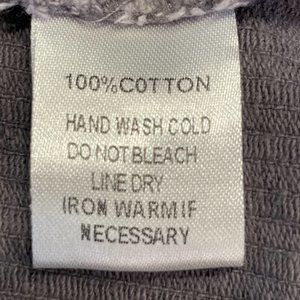 100%COTTON
HAND WASH COLD
DO NOT BLEACH
LINE DRY
IRON WARM IF
NECESSARY